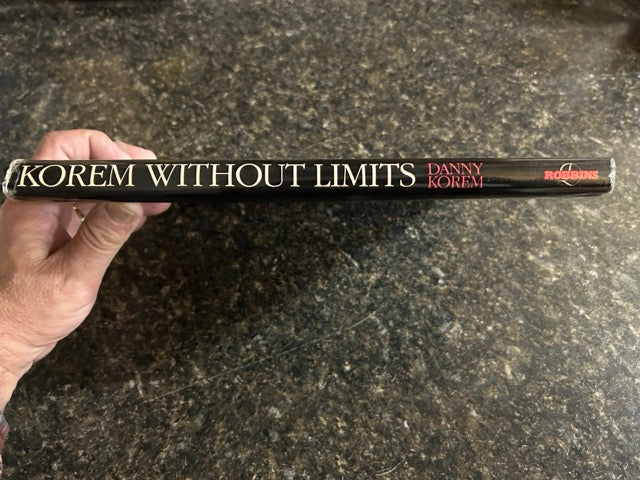 KOREM WITHOUT LIMITS
DANNY
KOREM
L
ROBBINS